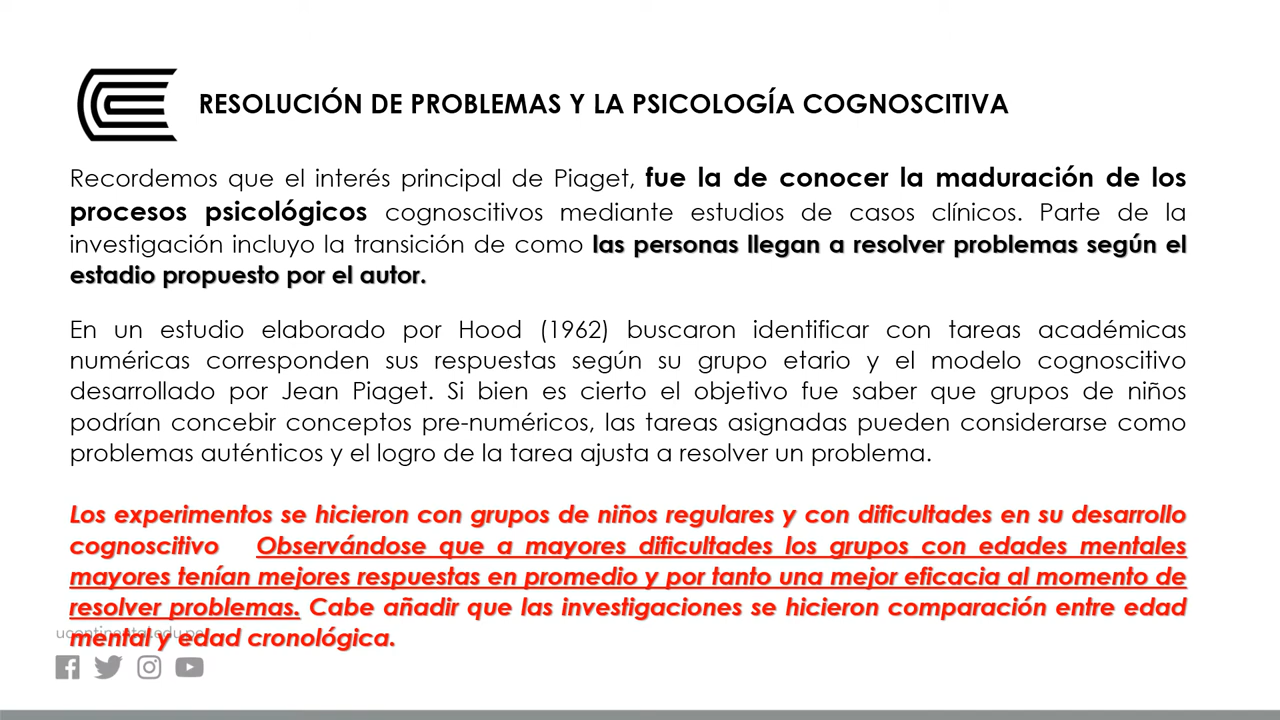 RESOLUCIÓN DE PROBLEMAS Y LA PSICOLOGÍA COGNOSCITIVA
Recordemos que el interés principal de Piaget, fue la de conocer la maduración de los
procesos psicológicos cognoscitivos mediante estudios de casos clínicos. Parte de la
investigación incluyo la transición de como las personas llegan a resolver problemas según el
estadio propuesto por el autor.
En un estudio elaborado por Hood (1962) buscaron identificar con tareas académicas
numéricas corresponden sus respuestas según su grupo etario y el modelo cognoscitivo
desarrollado por Jean Piaget. Si bien es cierto el objetivo fue saber que grupos de niños
podrían concebir conceptos pre-numéricos, las tareas asignadas pueden considerarse como
problemas auténticos y el logro de la tarea ajusta a resolver un problema.
Los experimentos se hicieron con grupos de niños regulares y con dificultades en su desarrollo
cognoscitivo Observándose que a mayores dificultades los grupos con edades mentales
mayores tenían mejores respuestas en promedio y por tanto una mejor eficacia al momento de
resolver problemas. Cabe añadir que las investigaciones se hicieron comparación entre edad
mental y edad cronológica.